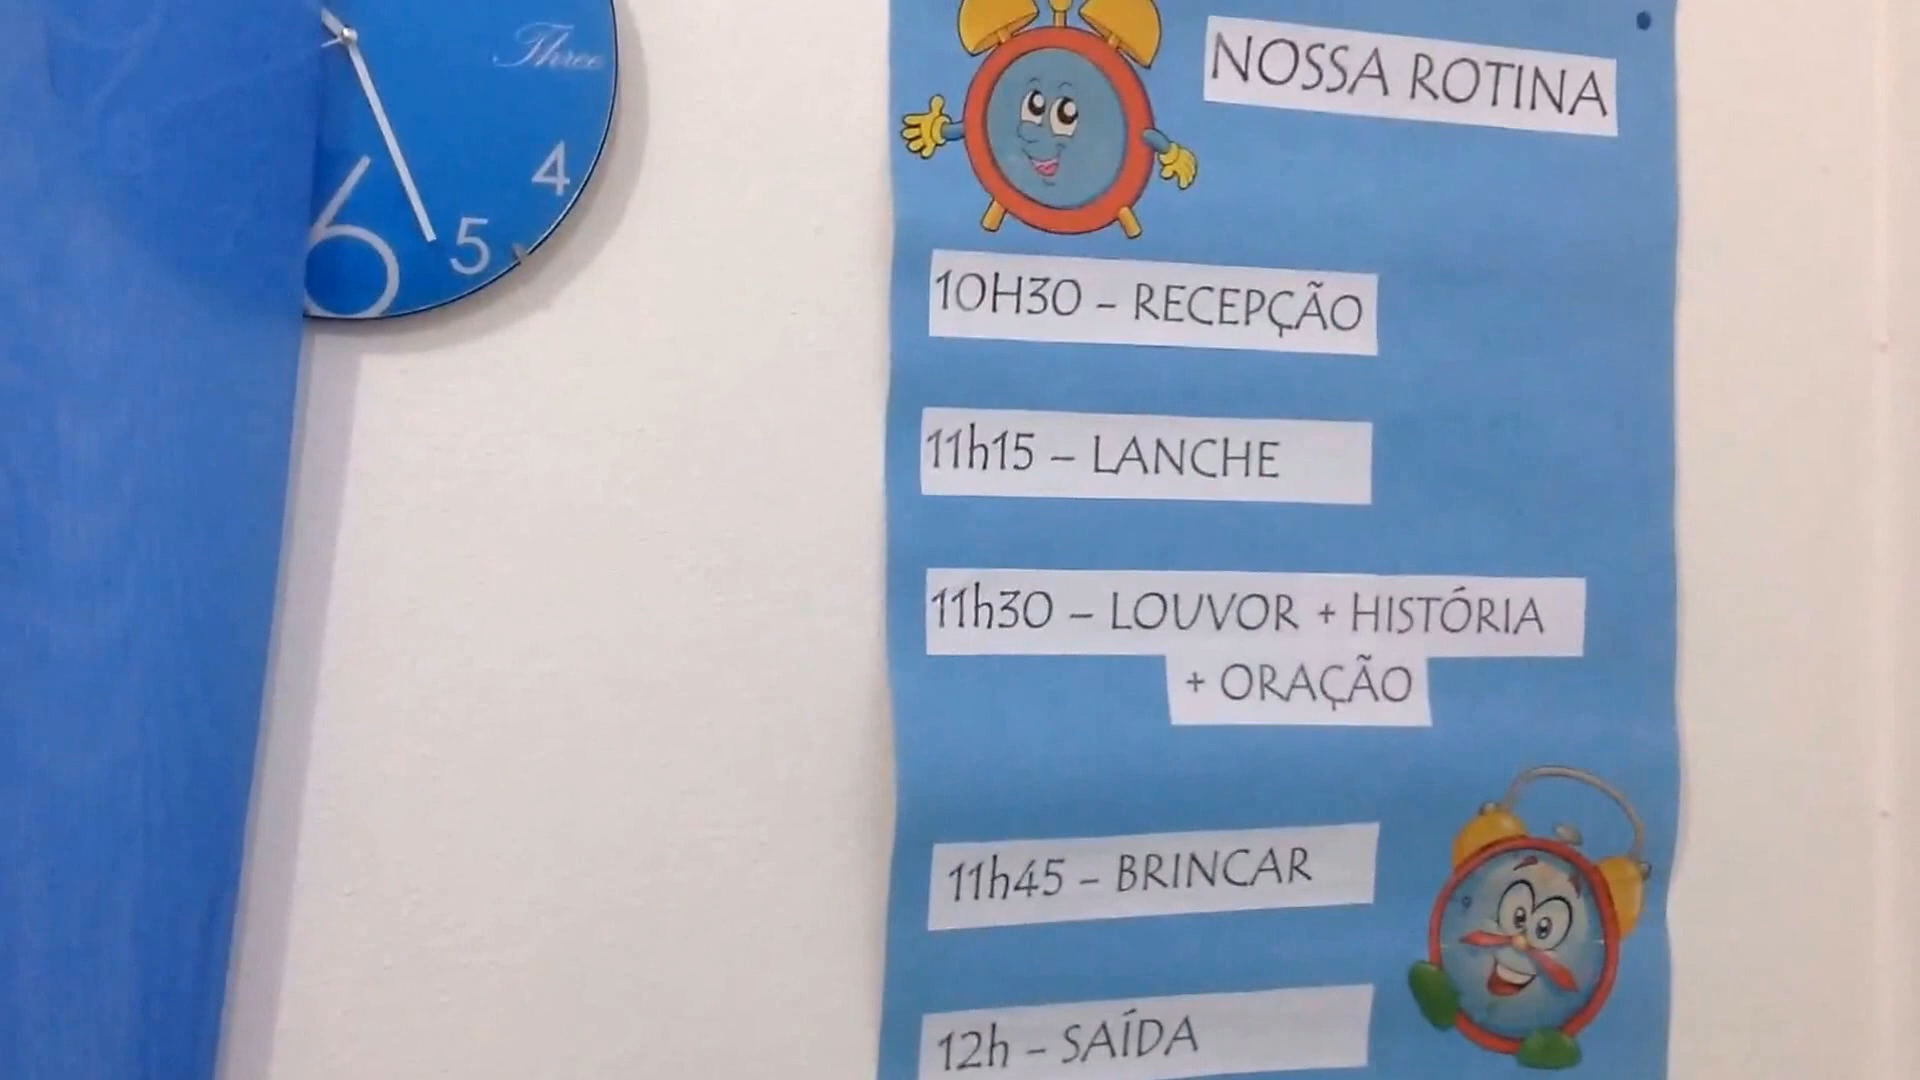 Three
4
5
6
NOSSA ROTINA
10H30 – RECEPÇÃO
11h15 – LANCHE
11h30 – LOUVOR + HISTÓRIA
+ ORAÇÃO
11h45 – BRINCAR
12h – SAÍDA